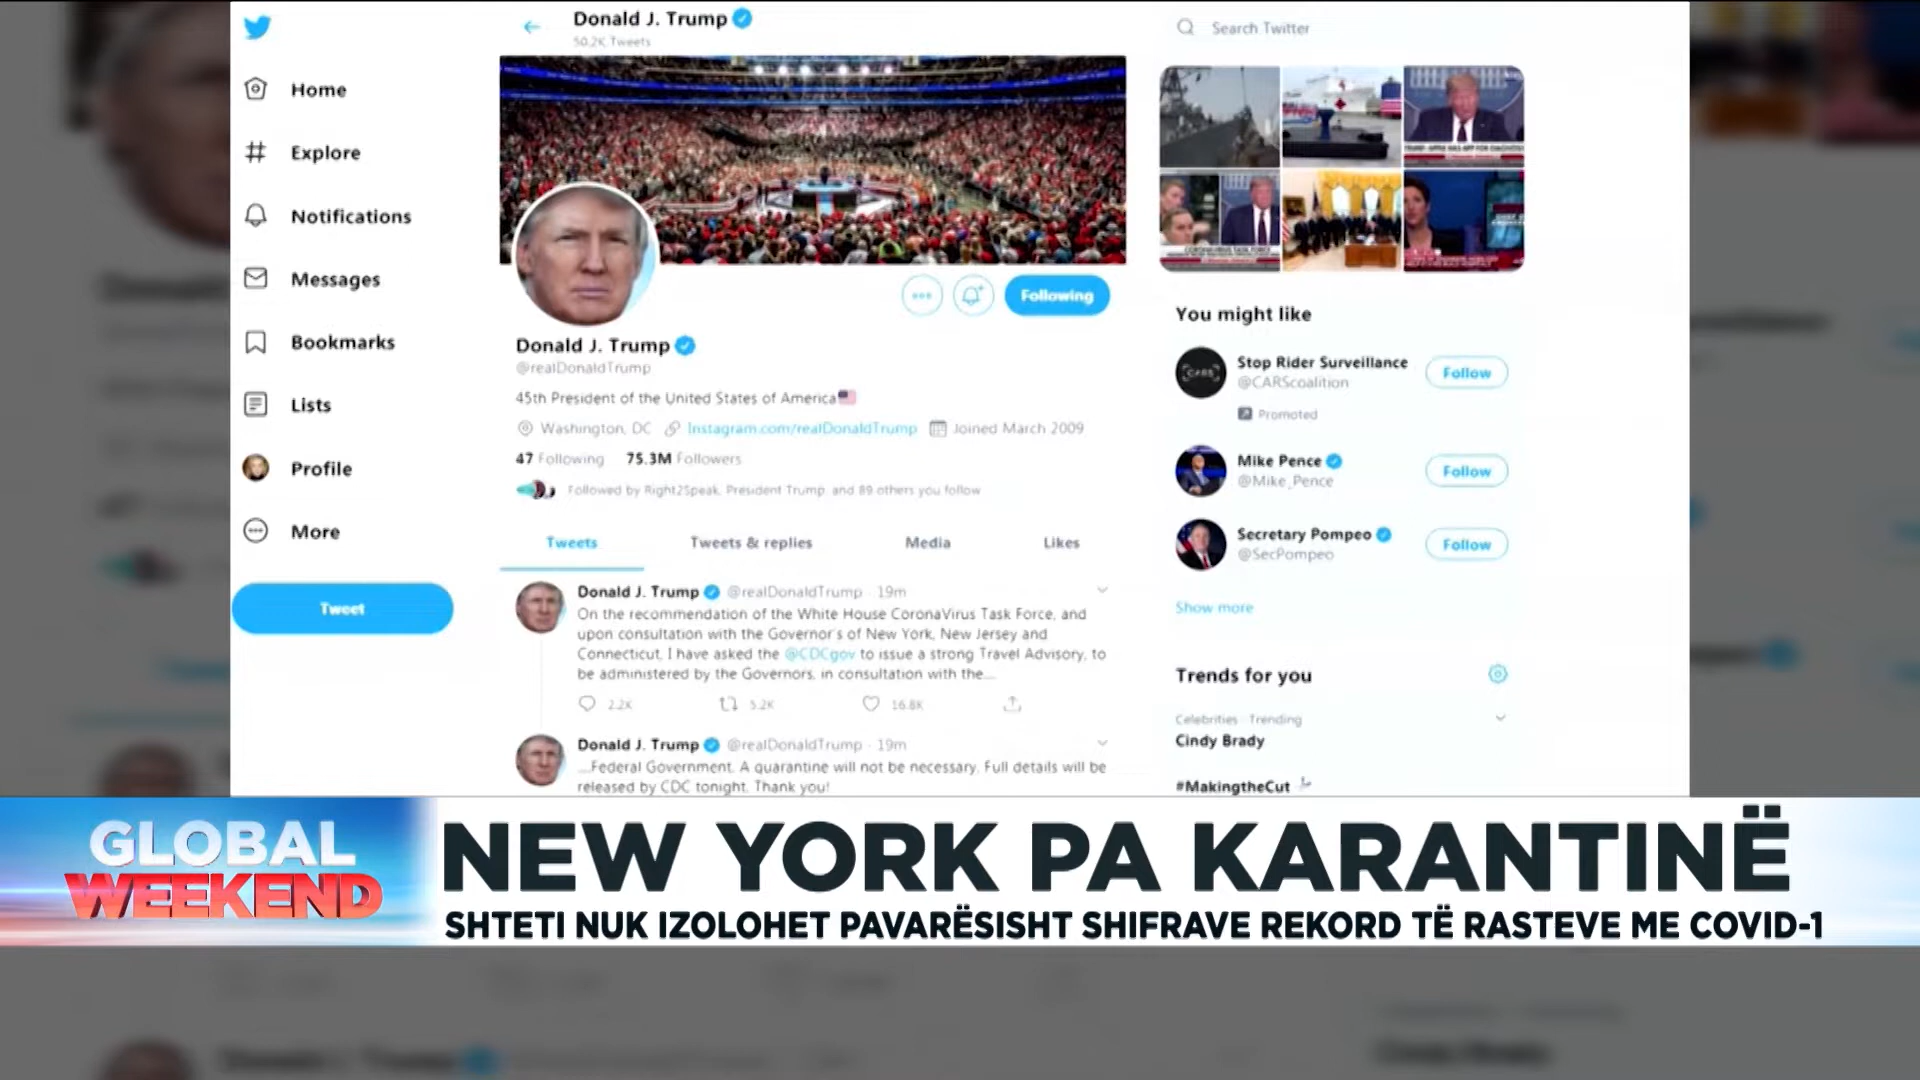 Donald J. Trump
50.2K Tweets
Search Twitter
Home
Explore
Notifications
Messages
Bookmarks
Lists
Profile
More
Tweet
Following
Donald J. Trump
@realDonaldTrump
45th President of the United States of America
Washington, DC Instagram.com/realDonaldTrump Joined March 2009
47 Following 75.3M Followers
Followed by Right2Speak, President Trump, and 89 others you follow
Tweets Tweets & replies Media Likes
Donald J. Trump @realDonaldTrump · 19m
On the recommendation of the White House CoronaVirus Task Force, and
upon consultation with the Governor's of New York, New Jersey and
Connecticut, I have asked the @CDCgov to issue a strong Travel Advisory, to
be administered by the Governors, in consultation with the....
2.2K 5.2K 16.8K
Donald J. Trump @realDonaldTrump · 19m
....Federal Government. A quarantine will not be necessary. Full details will be
released by CDC tonight. Thank you!
CORONAVIRUS TASK FORCE
You might like
CARS
Stop Rider Surveillance
@CARScoalition
Promoted
Follow
Mike Pence
@Mike_Pence
Follow
Secretary Pompeo
@SecPompeo
Follow
Show more
Trends for you
Celebrities · Trending
Cindy Brady
#MakingtheCut
GLOBAL
WEEKEND
NEW YORK PA KARANTINË
SHTETI NUK IZOLOHET PAVARËSISHT SHIFRAVE REKORD TË RASTEVE ME COVID-1